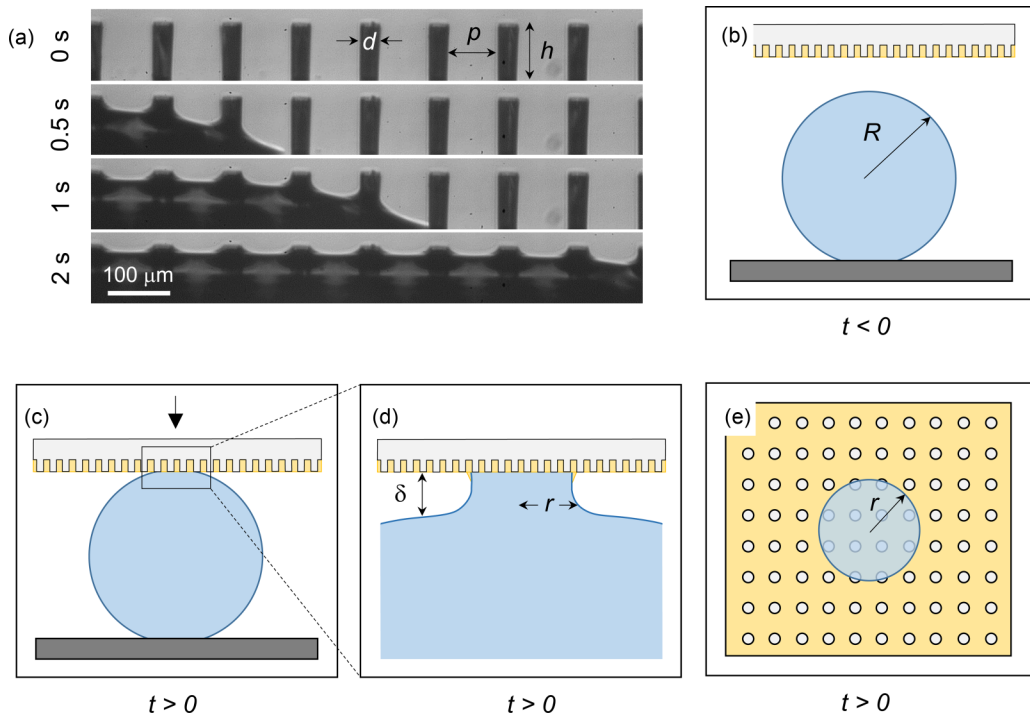 (a)
0 s
d
p
h
0.5 s
1 s
2 s
100 μm
(b)
R
t < 0
(c)
t > 0
(d)
δ
r
t > 0
(e)
r
t > 0